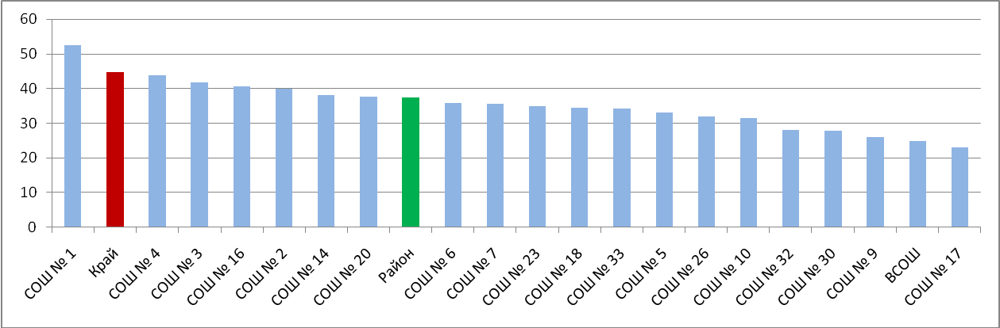 60
50
40
30
20
10
0
СОШ № 1
Край
СОШ № 4
СОШ № 3
СОШ № 16
СОШ № 2
СОШ № 14
СОШ № 20
Район
СОШ № 6
СОШ № 7
СОШ № 23
СОШ № 18
СОШ № 33
СОШ № 5
СОШ № 26
СОШ № 10
СОШ № 32
СОШ № 30
СОШ № 9
ВСОШ
СОШ № 17